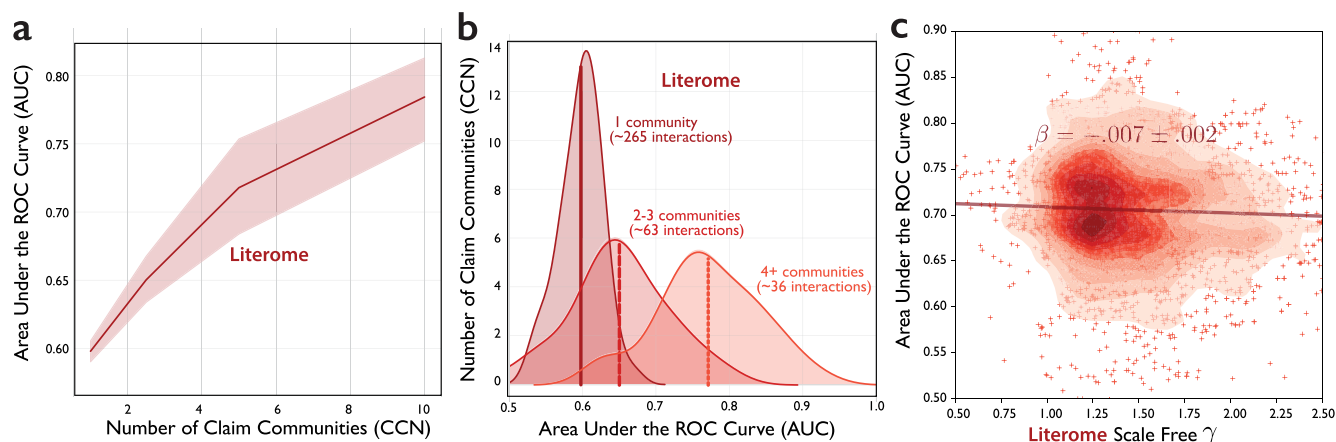 a
Area Under the ROC Curve (AUC)
0.80
0.75
0.70
0.65
0.60
Literome
2 4 6 8 10
Number of Claim Communities (CCN)
b
Number of Claim Communities (CCN)
14
12
10
8
6
4
2
0
Literome
1 community
(~265 interactions)
2-3 communities
(~63 interactions)
4+ communities
(~36 interactions)
0.5 0.6 0.7 0.8 0.9 1.0
Area Under the ROC Curve (AUC)
c
Area Under the ROC Curve (AUC)
0.90
0.85
0.80
0.75
0.70
0.65
0.60
0.55
0.50
β = −.007 ± .002
0.50 0.75 1.00 1.25 1.50 1.75 2.00 2.25 2.50
Literome Scale Free γ